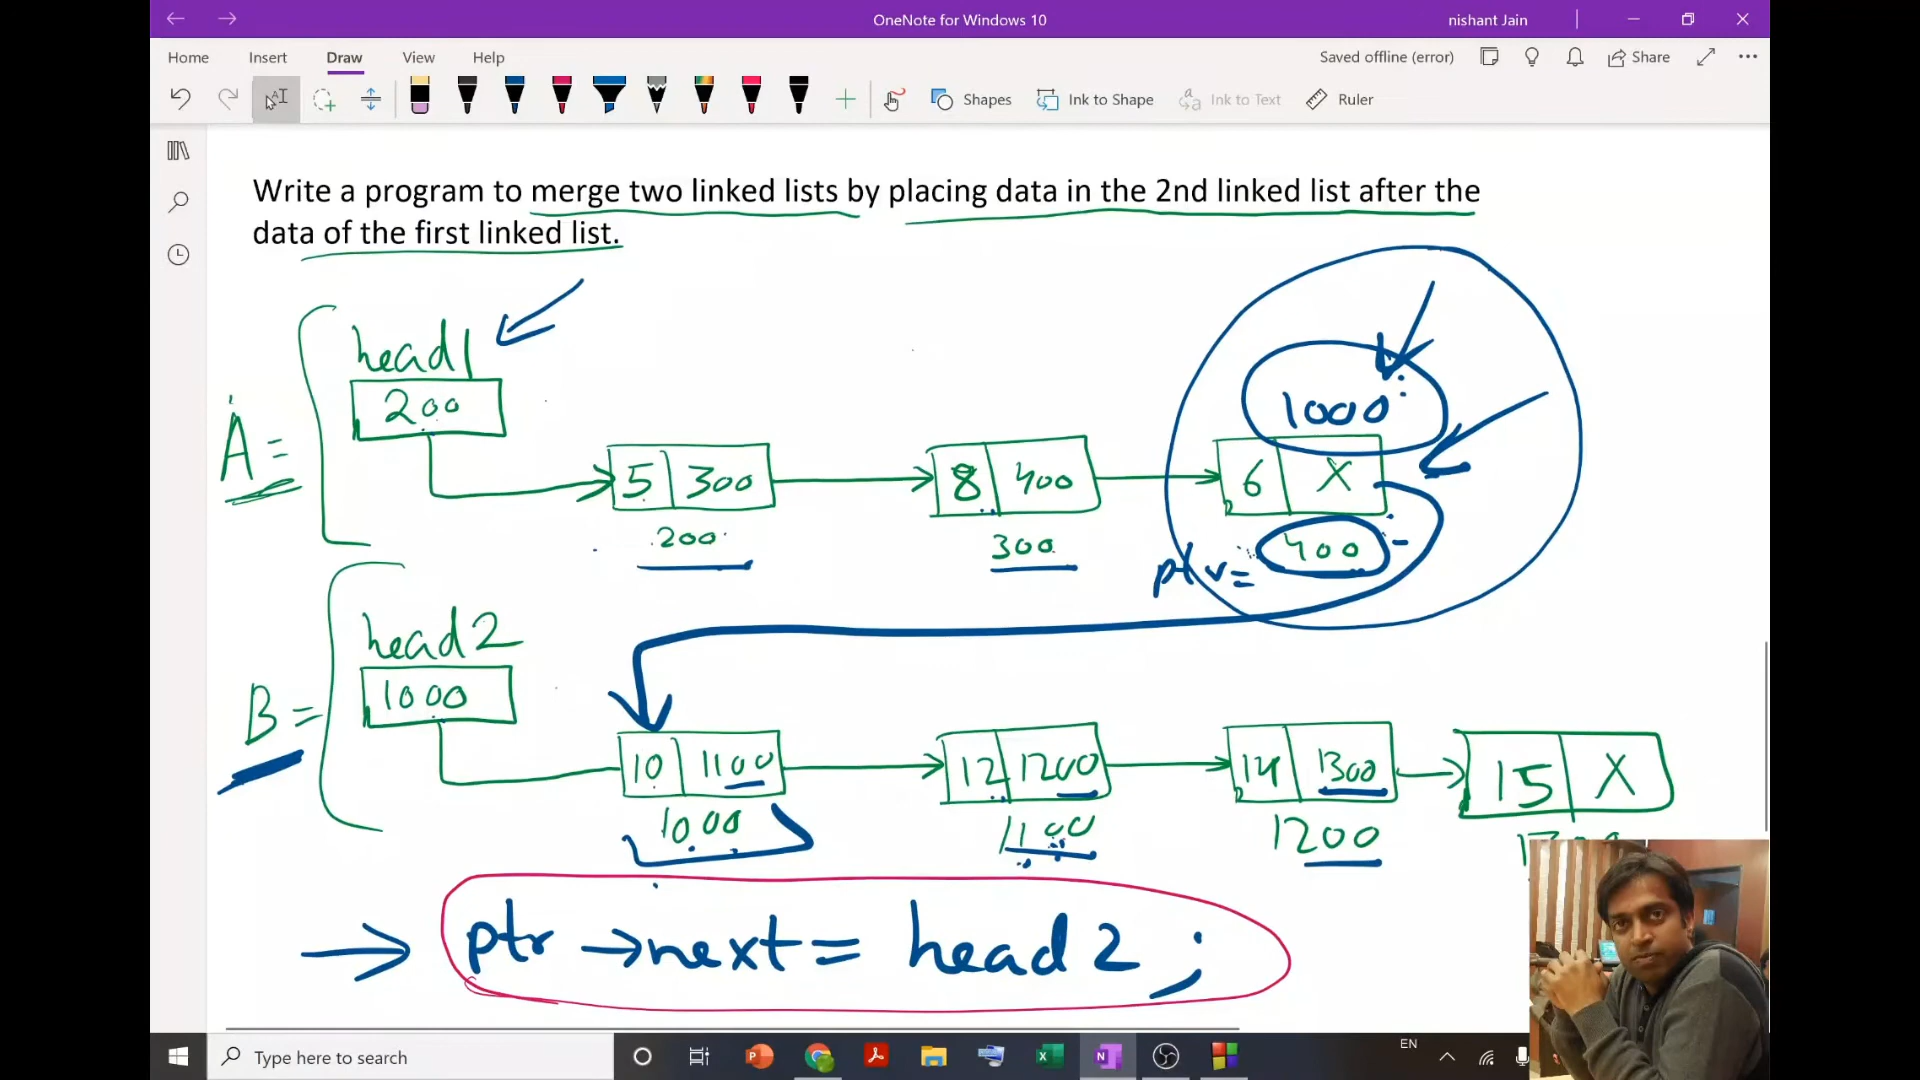 OneNote for Windows 10
nishant Jain
Home Insert Draw View Help
Saved offline (error) Share
Shapes Ink to Shape Ink to Text Ruler
Write a program to merge two linked lists by placing data in the 2nd linked list after the
data of the first linked list.
head1
200
1000
A =
5 300
8 400
6 X
200
300
400
ptr =
head2
1000
B =
10 1100
12 1200
14 1300
15 X
1000
1100
1200
ptr → next = head2 ;
Type here to search
EN